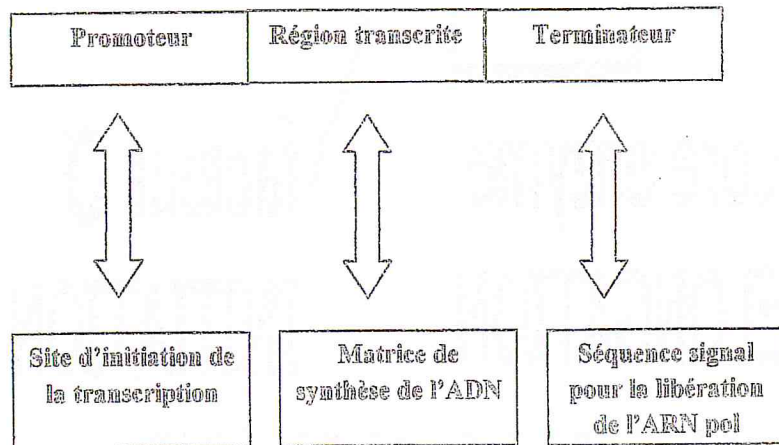 Promoteur
Région transcrite
Terminateur
Site d'initiation de
la transcription
Matrice de
synthèse de l'ADN
Séquence signal
pour la libération
de l'ARN pol